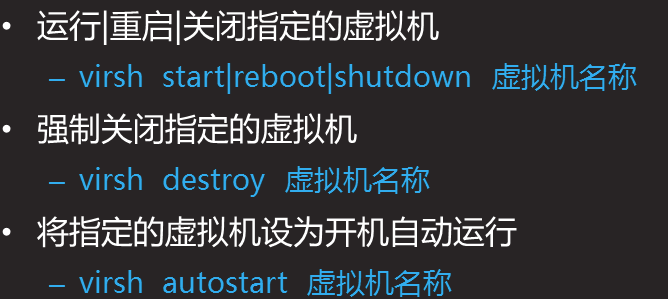 • 运行|重启|关闭指定的虚拟机
– virsh start|reboot|shutdown 虚拟机名称
• 强制关闭指定的虚拟机
– virsh destroy 虚拟机名称
• 将指定的虚拟机设为开机自动运行
– virsh autostart 虚拟机名称